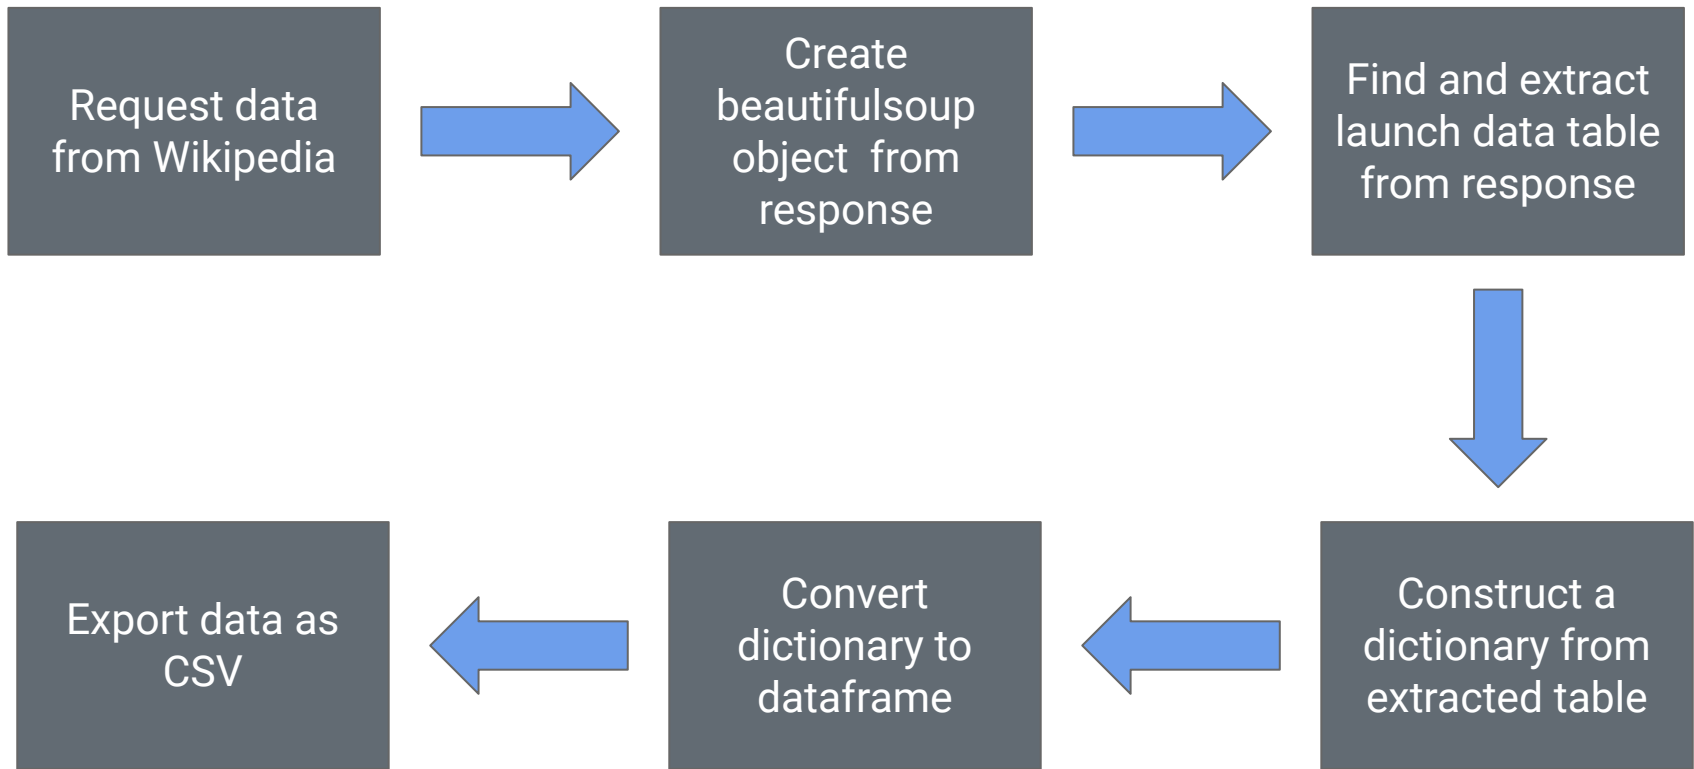 Request data
from Wikipedia
Create
beautifulsoup
object  from
response
Find and extract
launch data table
from response
Construct a
dictionary from
extracted table
Convert
dictionary to
dataframe
Export data as
CSV